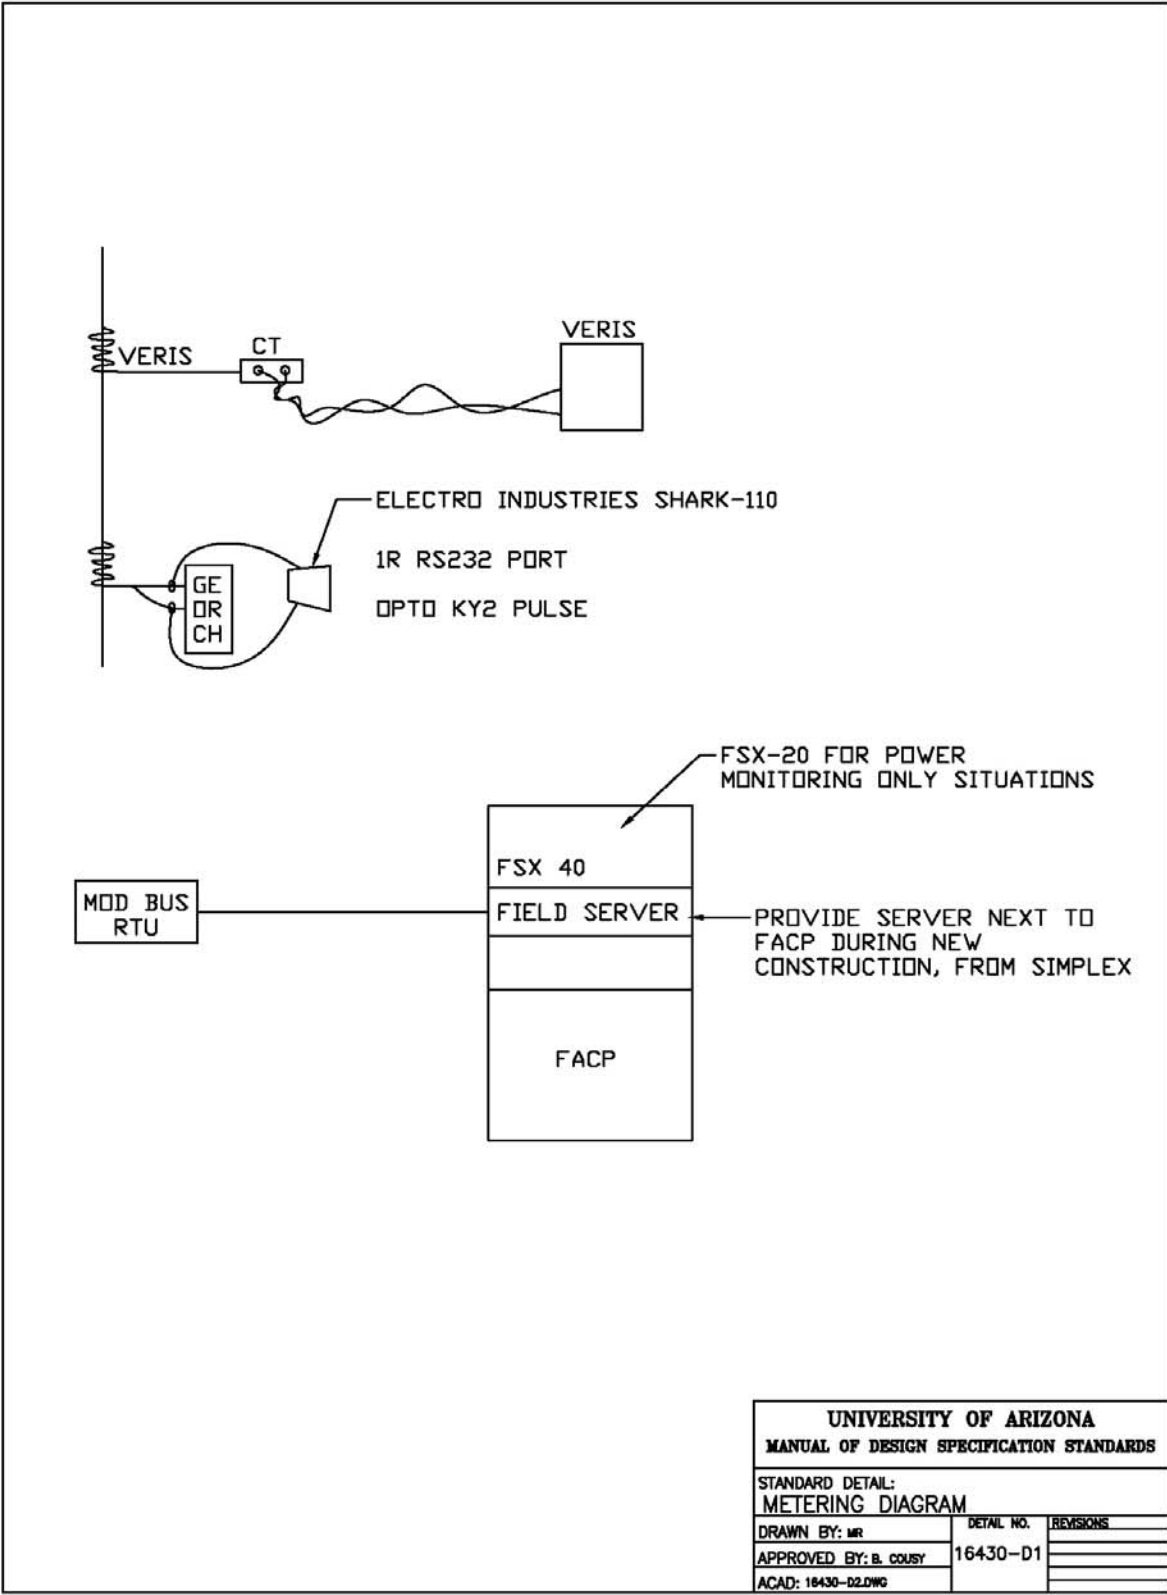 VERIS
VERIS
CT
ELECTRO INDUSTRIES SHARK-110
1R RS232 PORT
OPTO KY2 PULSE
GE
OR
CH
FSX-20 FOR POWER
MONITORING ONLY SITUATIONS
FSX 40
MOD BUS
RTU
FIELD SERVER
PROVIDE SERVER NEXT TO
FACP DURING NEW
CONSTRUCTION, FROM SIMPLEX
FACP
UNIVERSITY OF ARIZONA
MANUAL OF DESIGN SPECIFICATION STANDARDS
STANDARD DETAIL:
METERING DIAGRAM
DRAWN BY: MR
DETAIL NO.
REVISIONS
APPROVED BY: B. COUSY
16430-D1
ACAD: 16430-D2.DWG